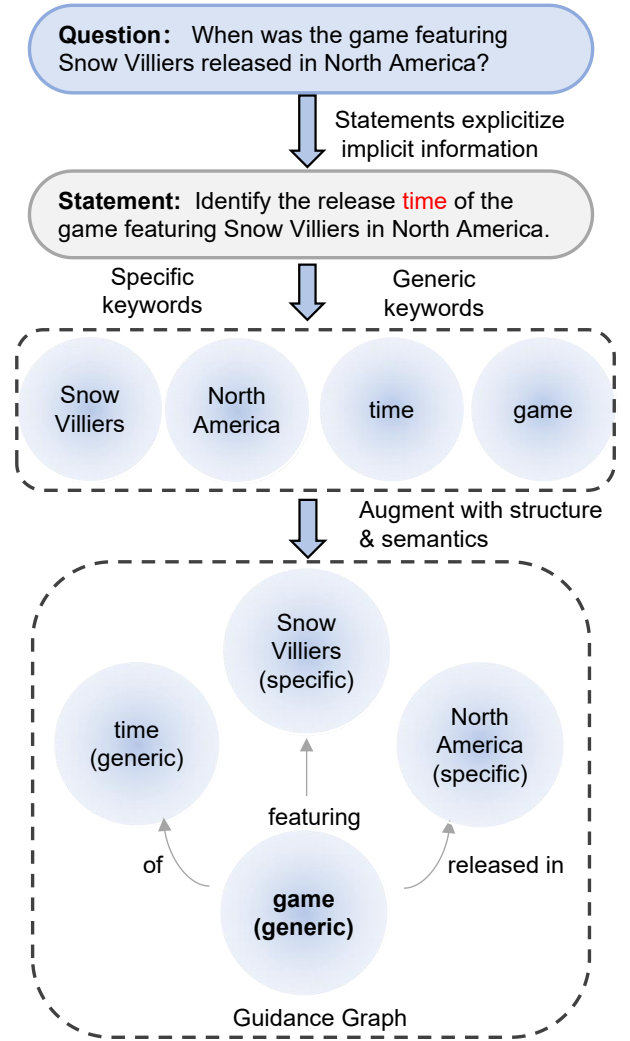 Question: When was the game featuring
Snow Villiers released in North America?
Statements explicitize
implicit information
Statement: Identify the release time of the
game featuring Snow Villiers in North America.
Specific
keywords
Generic
keywords
Snow
Villiers
North
America
time
game
Augment with structure
& semantics
Snow
Villiers
(specific)
time
(generic)
North
America
(specific)
featuring
of
released in
game
(generic)
Guidance Graph